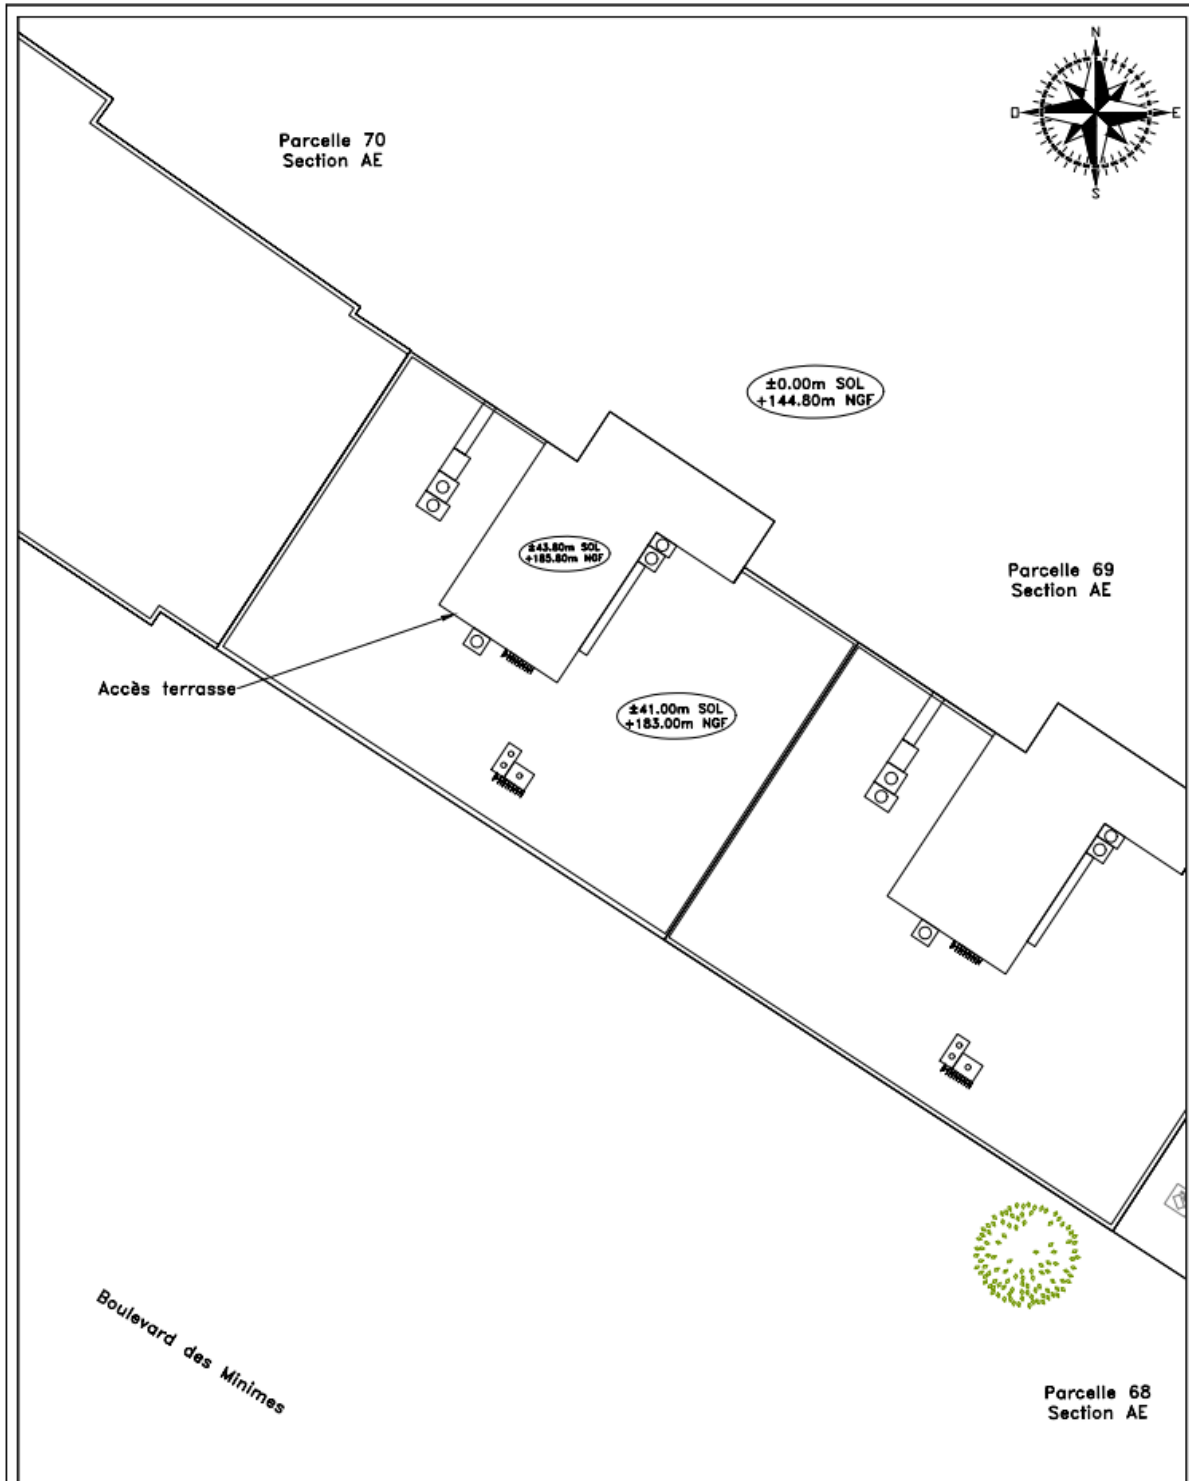 N
O E
S
Parcelle 70
Section AE
±0.00m SOL
+144.80m NGF
±43.80m SOL
+185.80m NGF
Parcelle 69
Section AE
Accès terrasse
±41.00m SOL
+183.00m NGF
Boulevard des Minimes
Parcelle 68
Section AE